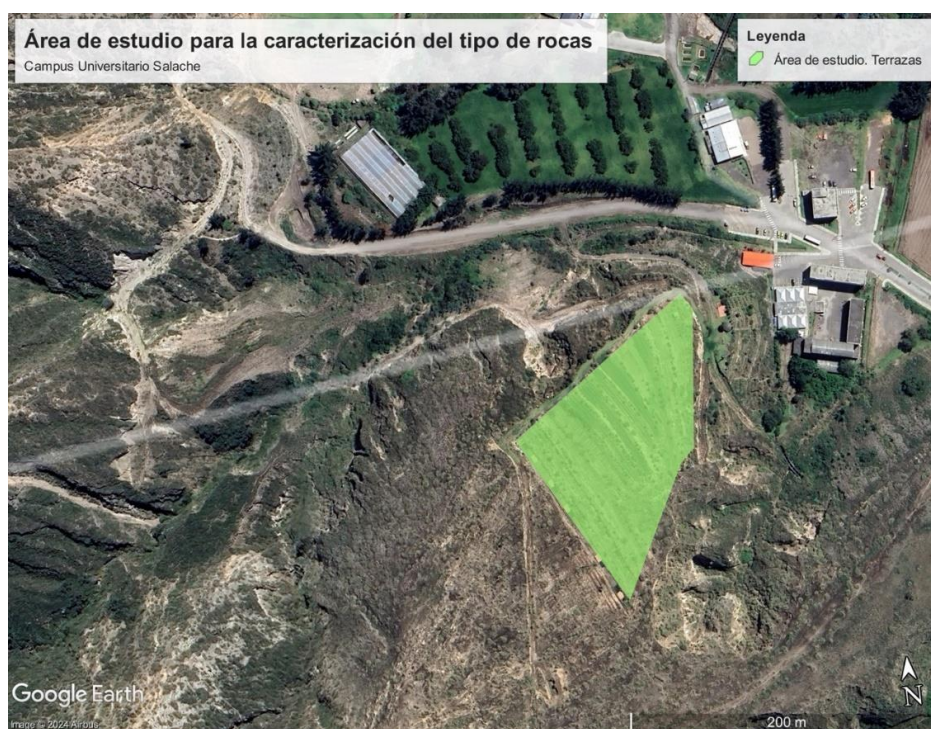 Área de estudio para la caracterización del tipo de rocas
Campus Universitario Salache
Leyenda
Área de estudio. Terrazas
Google Earth
Image © 2024 Airbus
N
200 m